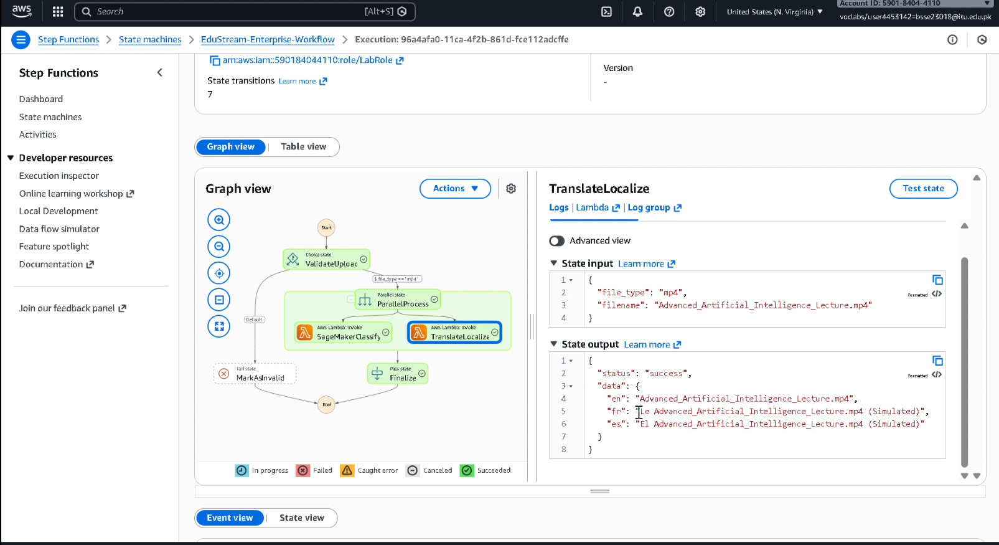 aws
Search
[Alt+S]
United States (N. Virginia)
Account ID: 5901-8404-4110
voclabs/user4453142=bsse23018@itu.edu.pk
Step Functions
State machines
EduStream-Enterprise-Workflow
Execution: 96a4afa0-11ca-4f2b-861d-fce112adcffe
Step Functions
Dashboard
State machines
Activities
Developer resources
Execution inspector
Online learning workshop
Local Development
Data flow simulator
Feature spotlight
Documentation
Join our feedback panel
arn:aws:iam::590184044110:role/LabRole
State transitions Learn more
7
Version
-
Graph view
Table view
Graph view
Actions
Start
Choice state
ValidateUploac
$.file_type == "mp4"
Parallel state
ParallelProcess
Default
AWS Lambda: Invoke
SageMakerClassify
AWS Lambda: Invoke
TranslateLocalize
Fail state
MarkAsInvalid
Pass state
Finalize
End
In progress
Failed
Caught error
Canceled
Succeeded
TranslateLocalize
Test state
Logs | Lambda | Log group
Advanced view
State input Learn more
1 {
2 "file_type": "mp4",
3 "filename": "Advanced_Artificial_Intelligence_Lecture.mp4"
4 }
Formatted
State output Learn more
1 {
2 "status": "success",
3 "data": {
4 "en": "Advanced_Artificial_Intelligence_Lecture.mp4",
5 "fr": "Le Advanced_Artificial_Intelligence_Lecture.mp4 (Simulated)",
6 "es": "El Advanced_Artificial_Intelligence_Lecture.mp4 (Simulated)"
7 }
8 }
Formatted
Event view
State view